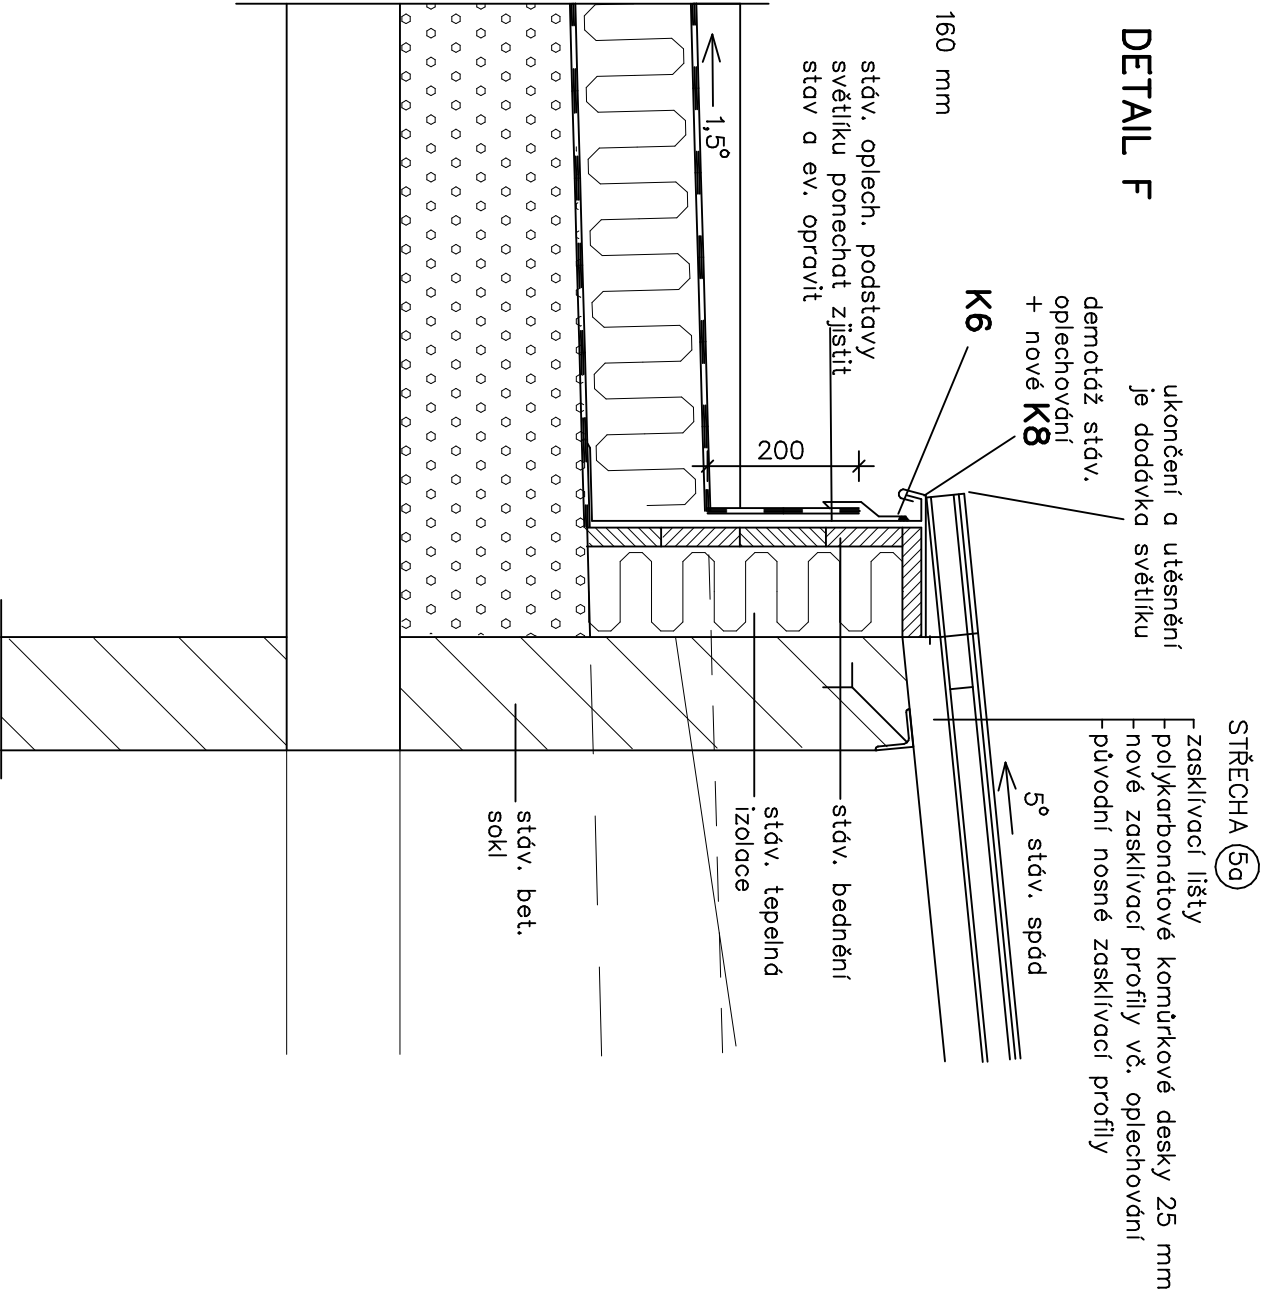 DETAIL F
160 mm
1,5°
stáv. oplech. podstavy
světlíku ponechat zjistit
stav a ev. opravit
K6
demotáž stáv.
oplechování
+ nové K8
ukončení a utěsnění
je dodávka světlíku
200
STŘECHA 5a
zasklívací lišty
polykarbonátové komůrkové desky 25 mm
nové zasklívací profily vč. oplechování
původní nosné zasklívací profily
5° stáv. spád
stáv. bednění
stáv. tepelná
izolace
stáv. bet.
sokl